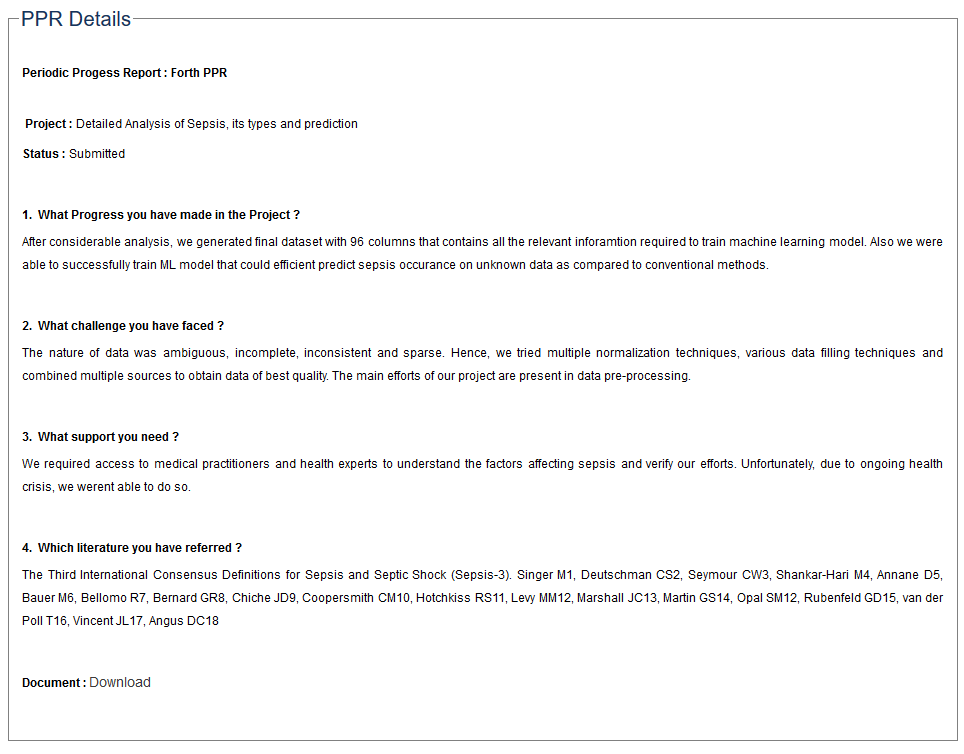 PPR Details
Periodic Progess Report : Forth PPR
Project : Detailed Analysis of Sepsis, its types and prediction
Status : Submitted
1. What Progress you have made in the Project ?
After considerable analysis, we generated final dataset with 96 columns that contains all the relevant inforamtion required to train machine learning model. Also we were
able to successfully train ML model that could efficient predict sepsis occurance on unknown data as compared to conventional methods.
2. What challenge you have faced ?
The nature of data was ambiguous, incomplete, inconsistent and sparse. Hence, we tried multiple normalization techniques, various data filling techniques and
combined multiple sources to obtain data of best quality. The main efforts of our project are present in data pre-processing.
3. What support you need ?
We required access to medical practitioners and health experts to understand the factors affecting sepsis and verify our efforts. Unfortunately, due to ongoing health
crisis, we werent able to do so.
4. Which literature you have referred ?
The Third International Consensus Definitions for Sepsis and Septic Shock (Sepsis-3). Singer M1, Deutschman CS2, Seymour CW3, Shankar-Hari M4, Annane D5,
Bauer M6, Bellomo R7, Bernard GR8, Chiche JD9, Coopersmith CM10, Hotchkiss RS11, Levy MM12, Marshall JC13, Martin GS14, Opal SM12, Rubenfeld GD15, van der
Poll T16, Vincent JL17, Angus DC18
Document : Download